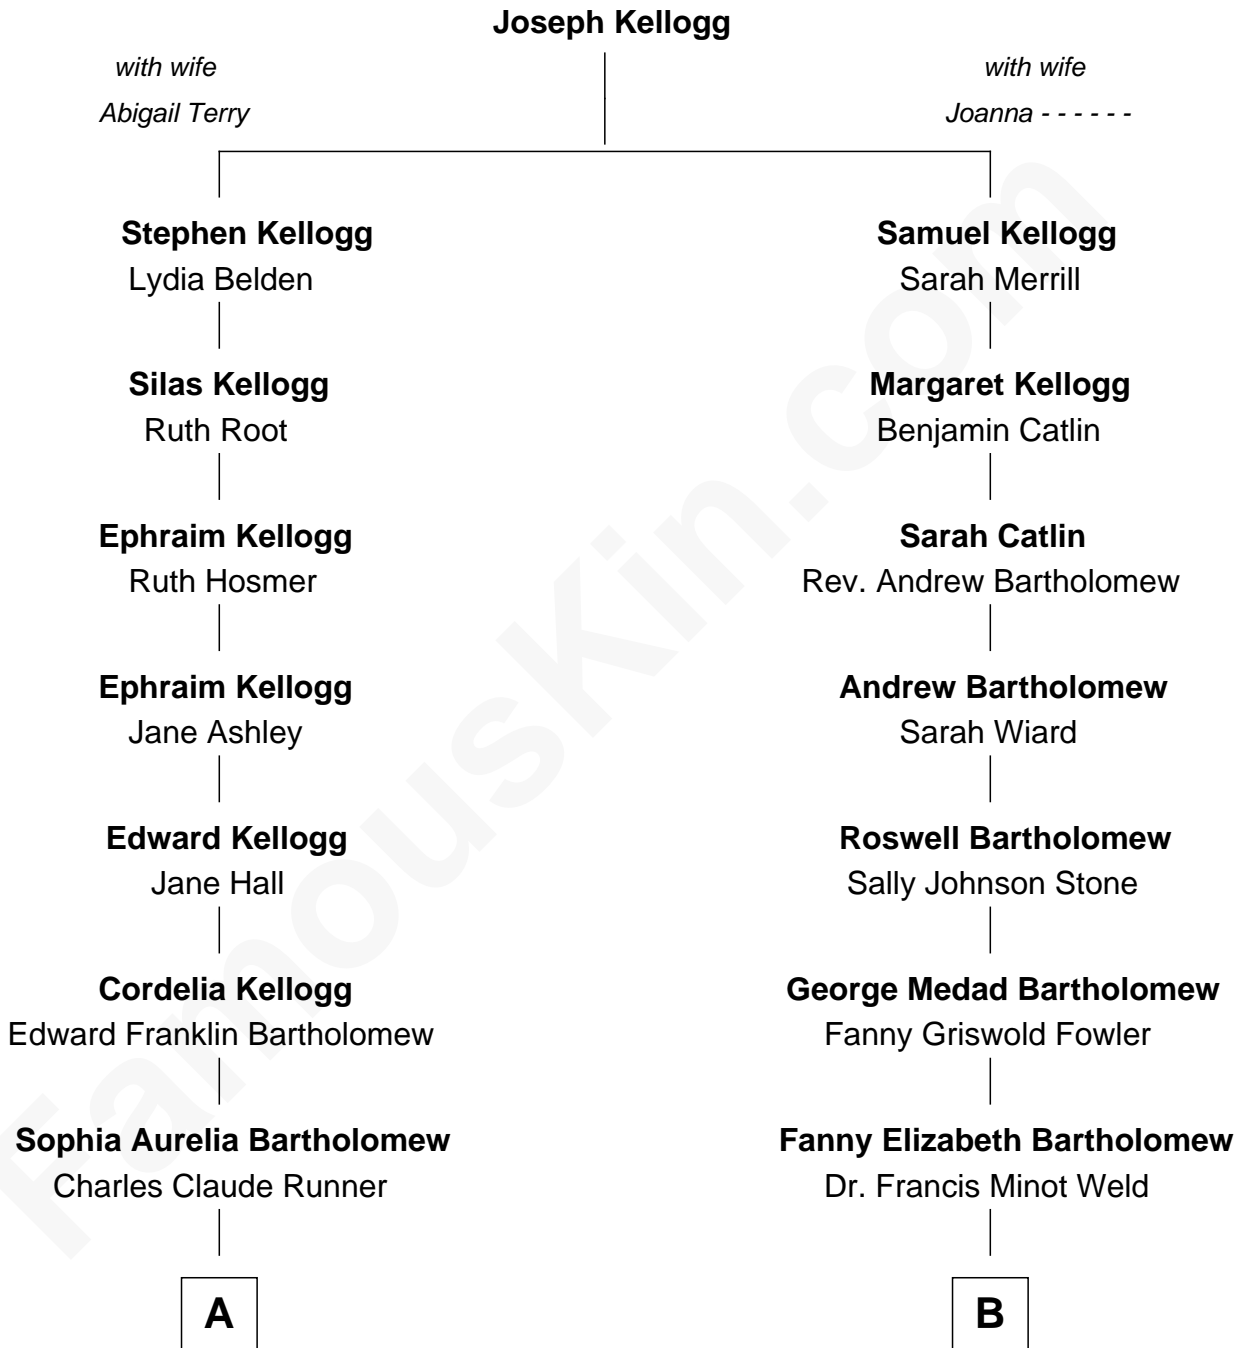 Joseph Kellogg
with wife
Abigail Terry
with wife
Joanna - - - - - -
Stephen Kellogg
Lydia Belden
Samuel Kellogg
Sarah Merrill
Silas Kellogg
Ruth Root
Margaret Kellogg
Benjamin Catlin
Ephraim Kellogg
Ruth Hosmer
Sarah Catlin
Rev. Andrew Bartholomew
Ephraim Kellogg
Jane Ashley
Andrew Bartholomew
Sarah Wiard
Edward Kellogg
Jane Hall
Roswell Bartholomew
Sally Johnson Stone
Cordelia Kellogg
Edward Franklin Bartholomew
George Medad Bartholomew
Fanny Griswold Fowler
Sophia Aurelia Bartholomew
Charles Claude Runner
Fanny Elizabeth Bartholomew
Dr. Francis Minot Weld
A
B
FamousKin.com